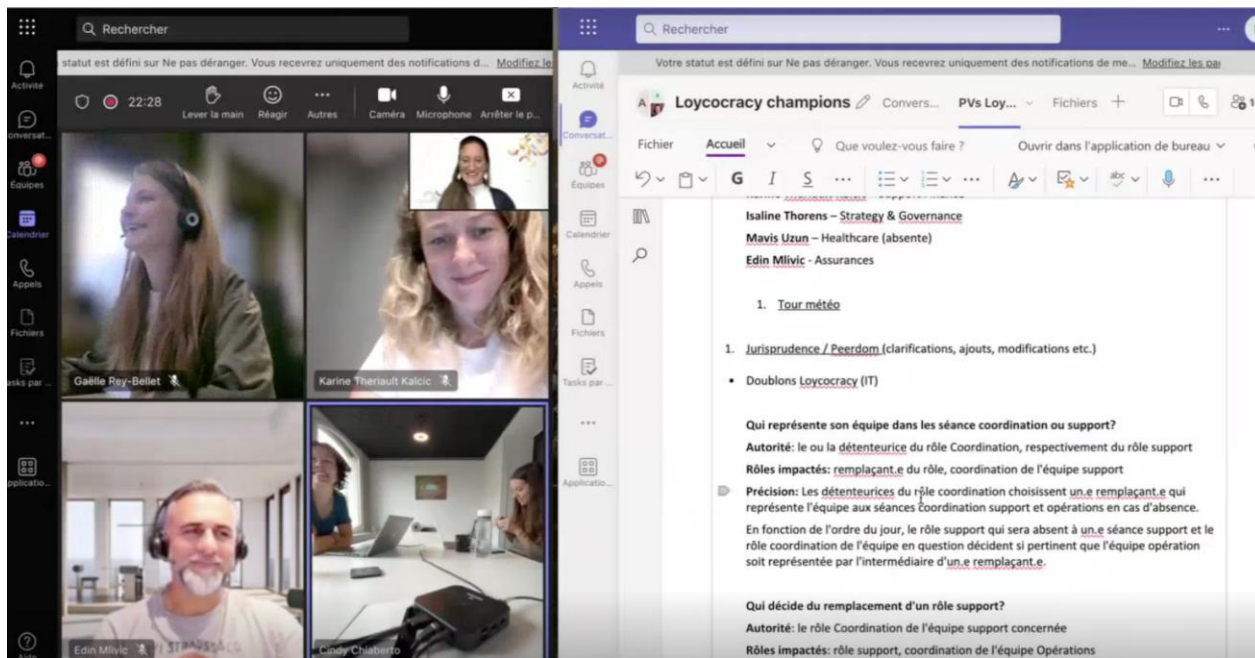 Rechercher
statut est défini sur Ne pas déranger. Vous recevrez uniquement des notifications d... Modifiez le
Activité
onversat...
Équipes
Calendrier
Appels
Fichiers
asks par ...
pplicatio...
Aide
22:28
Lever la main
Réagir
Autres
Caméra
Microphone
Arrêter le p...
Gaëlle Rey-Bellet
Karine Theriault Kalcic
Edin Mlivic
Cindy Chiaberto
Rechercher
Votre statut est défini sur Ne pas déranger. Vous recevrez uniquement des notifications de me... Modifiez les pa
Activité
Conversat...
Équipes
Calendrier
Appels
Fichiers
Tasks par ...
Applicatio...
Loycocracy champions
Convers...
PVs Loy...
Fichiers
Fichier
Accueil
Que voulez-vous faire ?
Ouvrir dans l'application de bureau
G I S
abc
Isaline Thorens – Strategy & Governance
Mavis Uzun – Healthcare (absente)
Edin Mlivic - Assurances
1. Tour météo
1. Jurisprudence / Peerdom (clarifications, ajouts, modifications etc.)
• Doublons Loycocracy (IT)
Qui représente son équipe dans les séance coordination ou support?
Autorité: le ou la détenteurice du rôle Coordination, respectivement du rôle support
Rôles impactés: remplaçant.e du rôle, coordination de l'équipe support
Précision: Les détenteurices du rôle coordination choisissent un.e remplaçant.e qui
représente l'équipe aux séances coordination support et opérations en cas d'absence.
En fonction de l'ordre du jour, le rôle support qui sera absent à un.e séance support et le
rôle coordination de l'équipe en question décident si pertinent que l'équipe opération
soit représentée par l'intermédiaire d'un.e remplaçant.e.
Qui décide du remplacement d'un rôle support?
Autorité: le rôle Coordination de l'équipe support concernée
Rôles impactés: rôle support, coordination de l'équipe Opérations